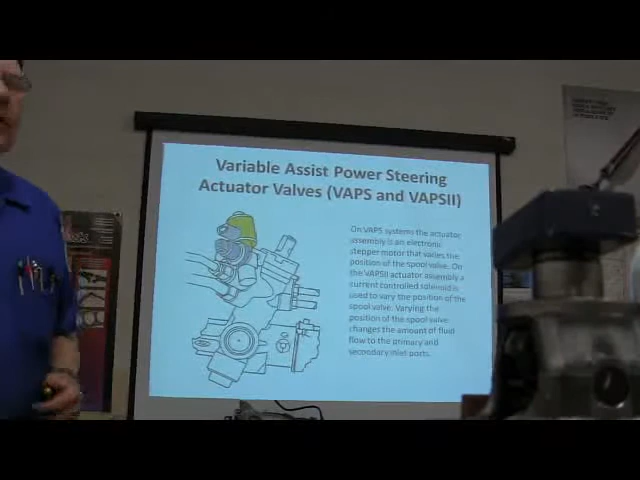 Variable Assist Power Steering
Actuator Valves (VAPS and VAPSII)
On VAPS systems the actuator
assembly is an electronic
stepper motor that varies the
position of the spool valve. On
the VAPSII actuator assembly a
current controlled solenoid is
used to vary the position of the
spool valve. Varying the
position of the spool valve
changes the amount of fluid
flow to the primary and
secondary inlet ports.